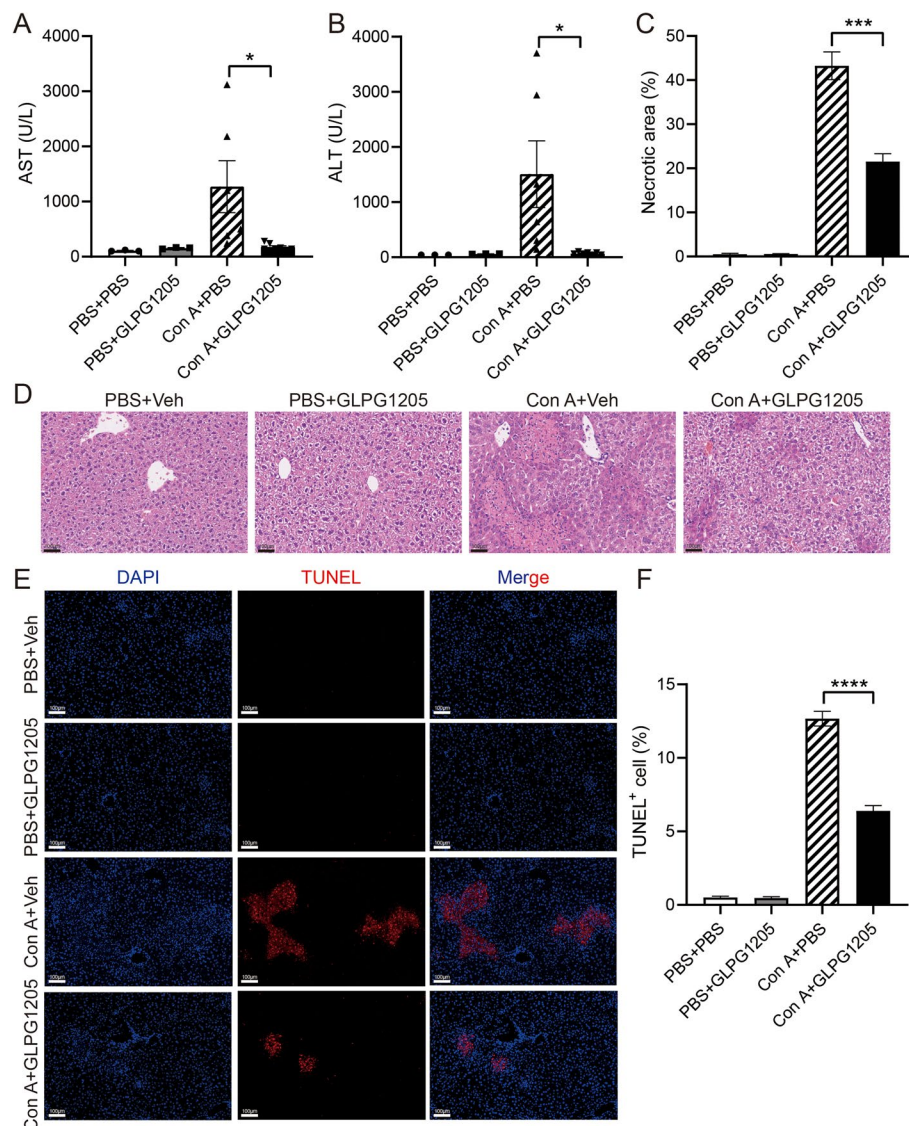 A
AST (U/L)
4000
3000
2000
1000
0
*
PBS+PBS
PBS+GLPG1205
Con A+PBS
Con A+GLPG1205
B
ALT (U/L)
4000
3000
2000
1000
0
*
PBS+PBS
PBS+GLPG1205
Con A+PBS
Con A+GLPG1205
C
Necrotic area (%)
50
40
30
20
10
0
***
PBS+PBS
PBS+GLPG1205
Con A+PBS
Con A+GLPG1205
D
PBS+Veh
PBS+GLPG1205
Con A+Veh
Con A+GLPG1205
E
DAPI
TUNEL
Merge
PBS+Veh
100μm
100μm
100μm
PBS+GLPG1205
100μm
100μm
100μm
Con A+Veh
100μm
100μm
100μm
Con A+GLPG1205
100μm
100μm
100μm
F
TUNEL+ cell (%)
15
10
5
0
****
PBS+PBS
PBS+GLPG1205
Con A+PBS
Con A+GLPG1205